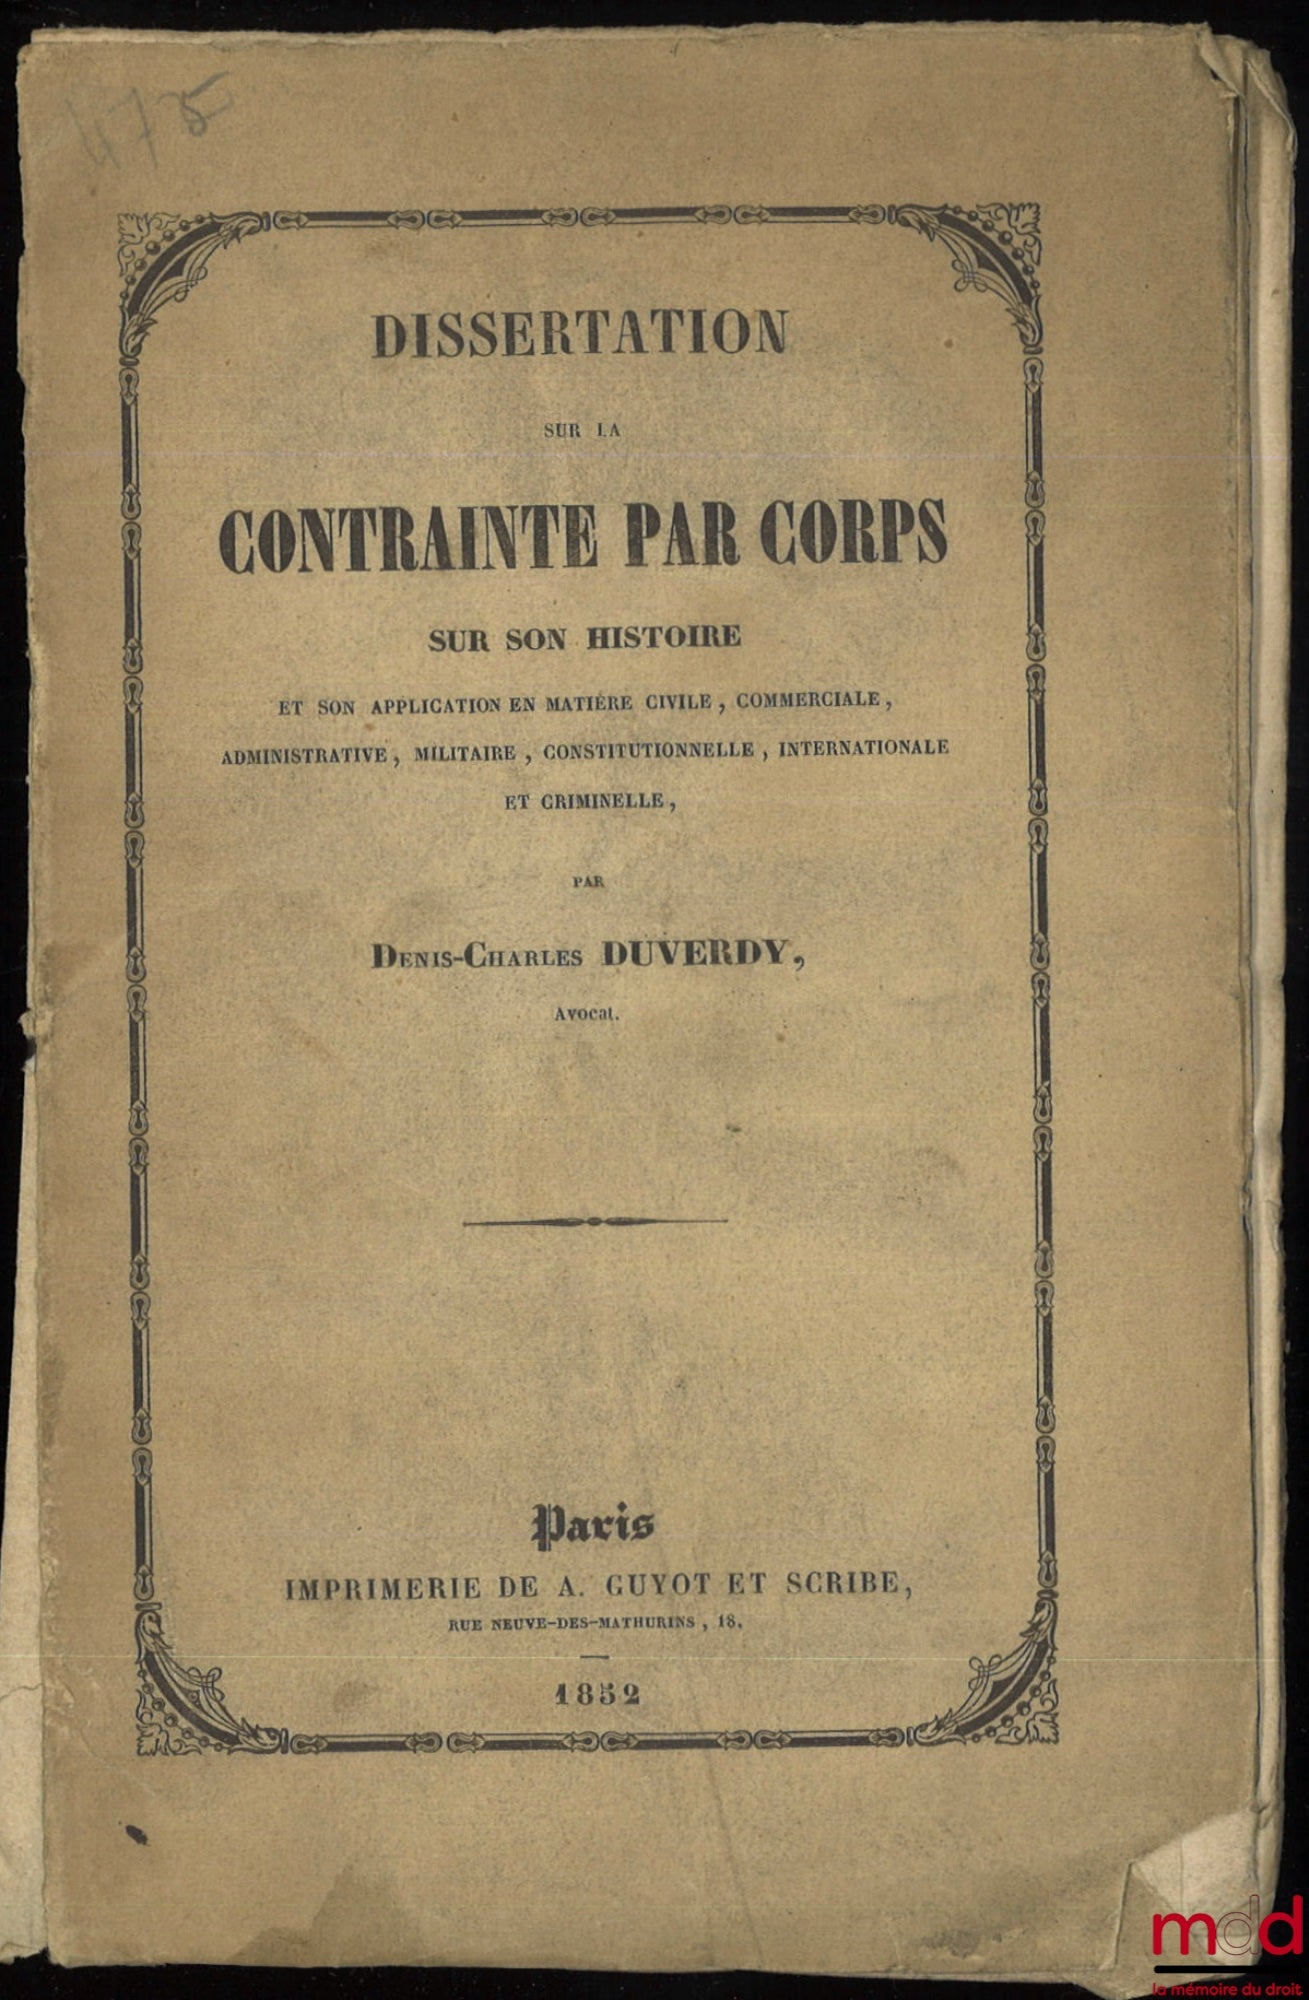 475
DISSERTATION
SUR LA
CONTRAINTE PAR CORPS
SUR SON HISTOIRE
ET SON APPLICATION EN MATIÈRE CIVILE, COMMERCIALE,
ADMINISTRATIVE, MILITAIRE, CONSTITUTIONNELLE, INTERNATIONALE
ET CRIMINELLE,
PAR
DENIS-CHARLES DUVERDY,
Avocat.
Paris
IMPRIMERIE DE A. GUYOT ET SCRIBE,
RUE NEUVE-DES-MATHURINS, 18.
1852
mdd
la mémoire du droit